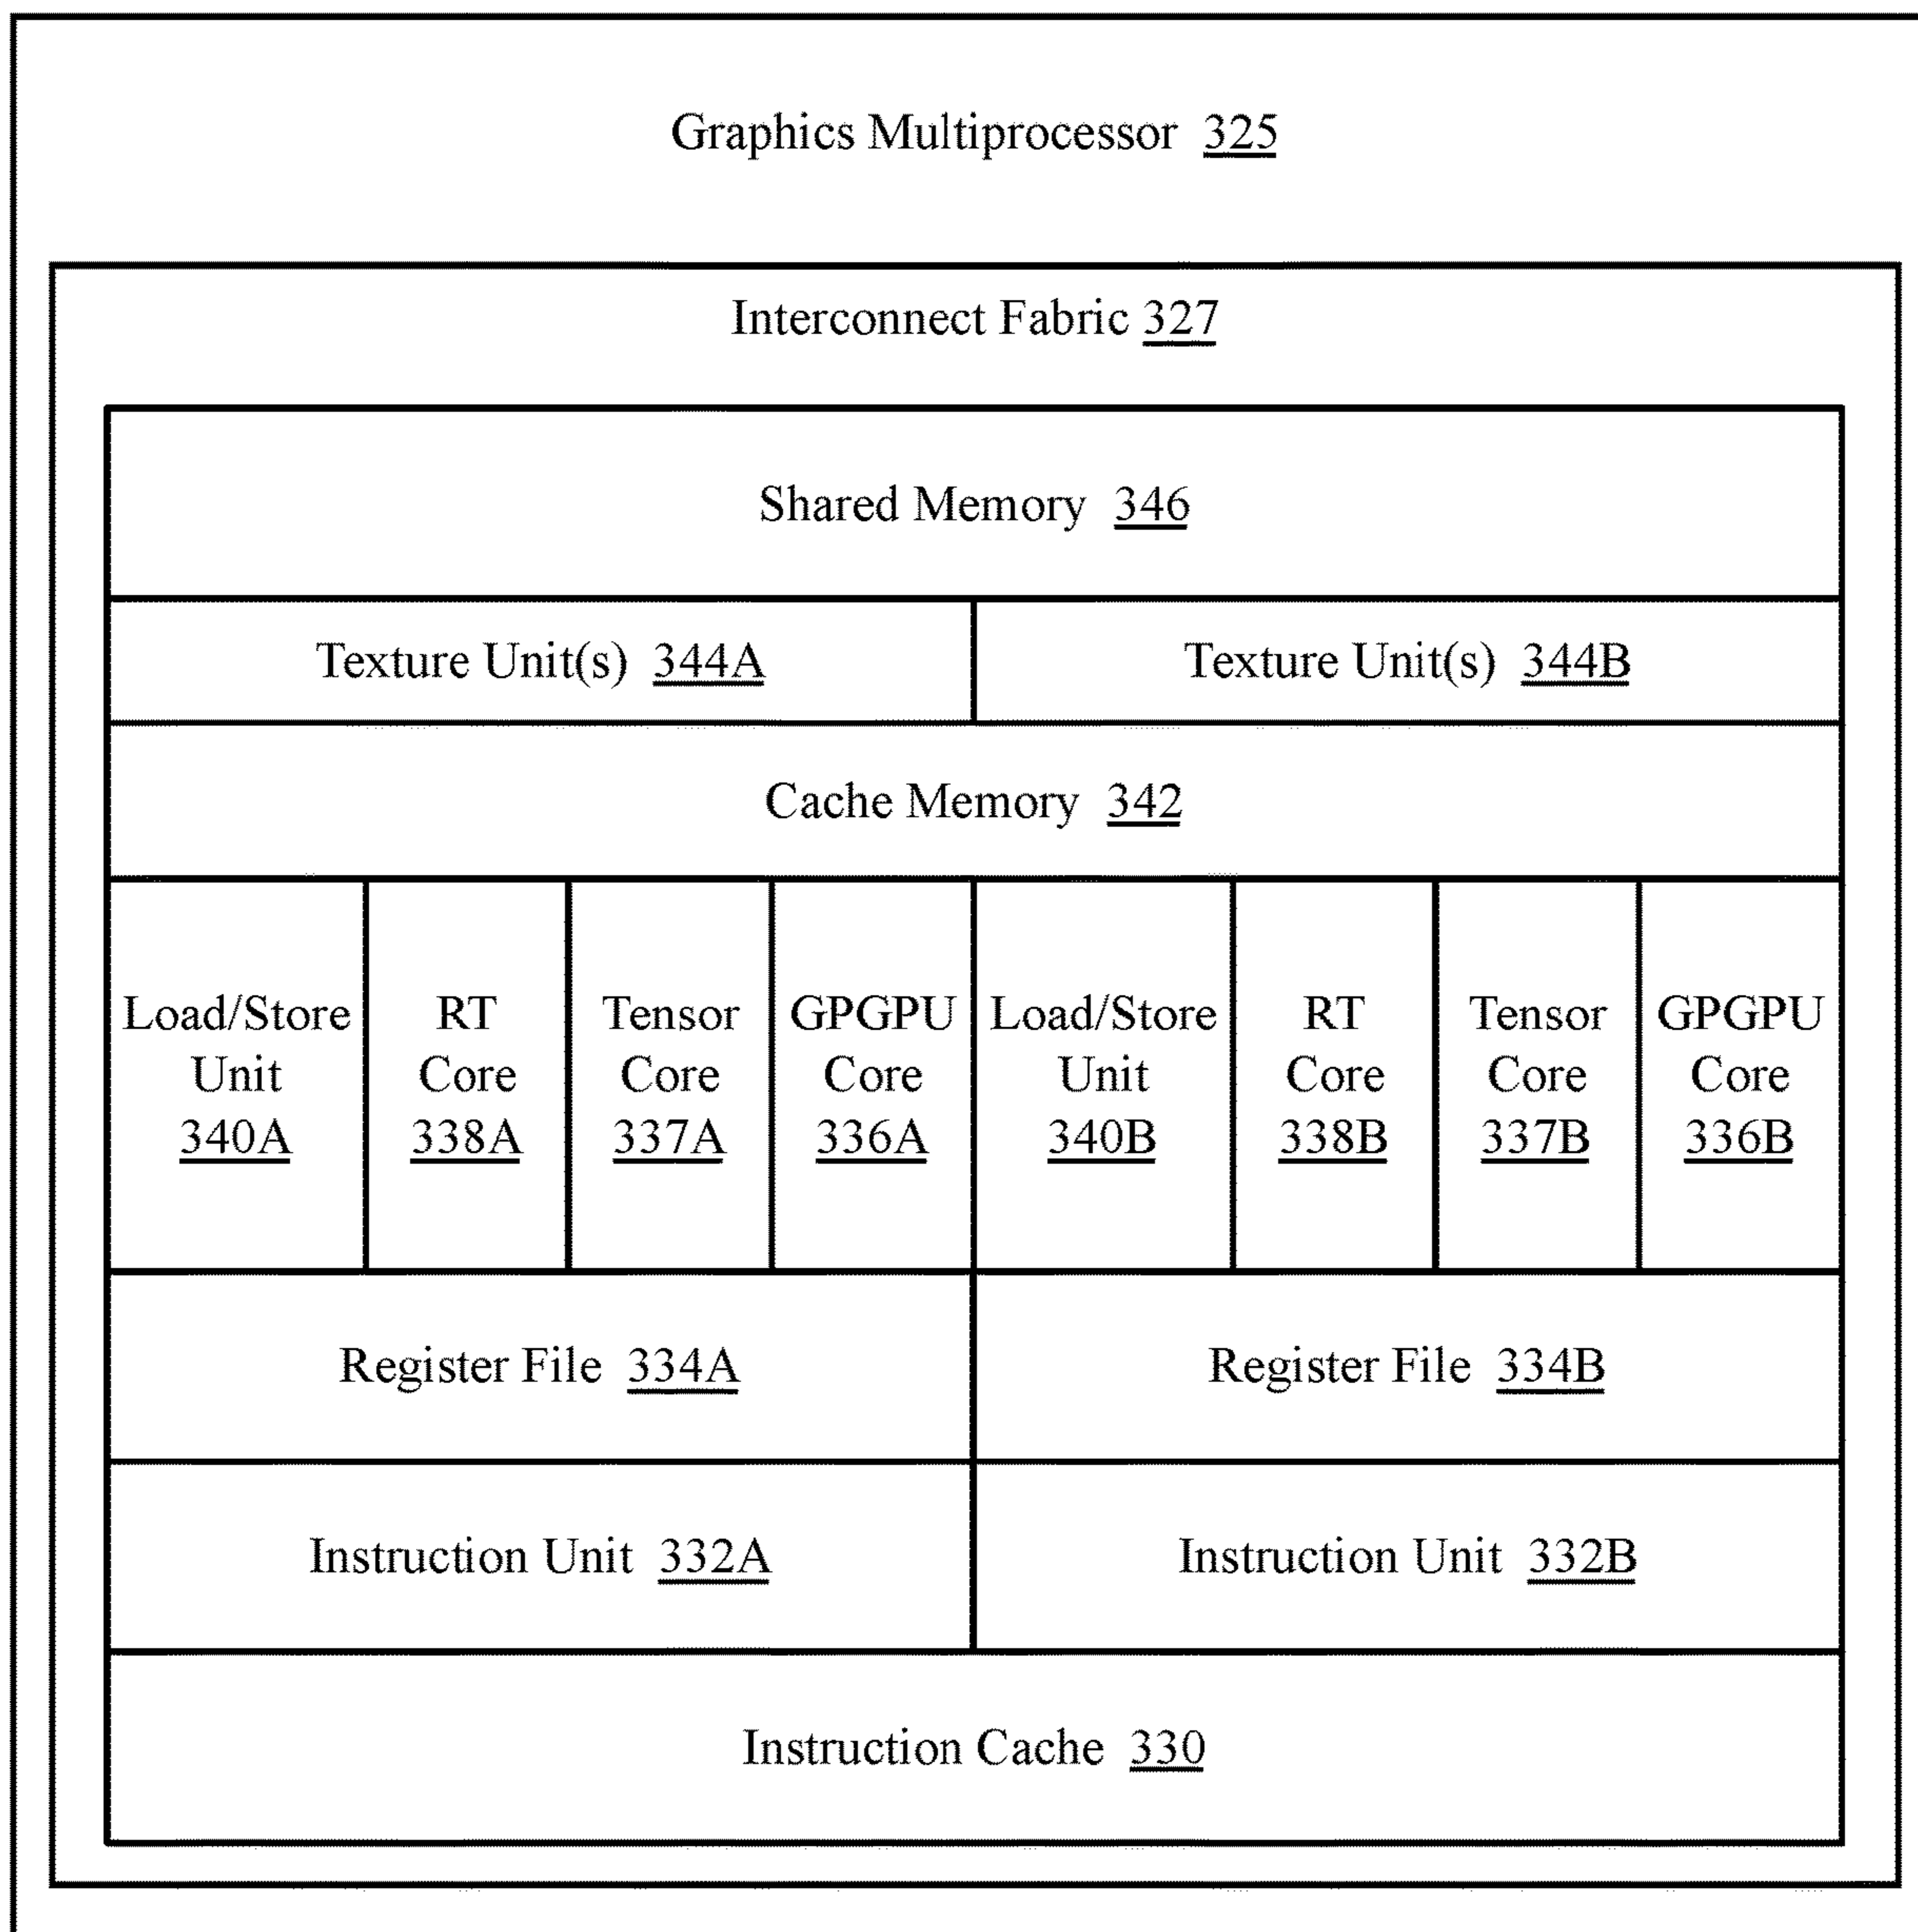 Graphics Multiprocessor 325
Interconnect Fabric 327
Shared Memory 346
Texture Unit(s) 344A
Texture Unit(s) 344B
Cache Memory 342
Load/Store
Unit
340A
RT
Core
338A
Tensor
Core
337A
GPGPU
Core
336A
Load/Store
Unit
340B
RT
Core
338B
Tensor
Core
337B
GPGPU
Core
336B
Register File 334A
Register File 334B
Instruction Unit 332A
Instruction Unit 332B
Instruction Cache 330